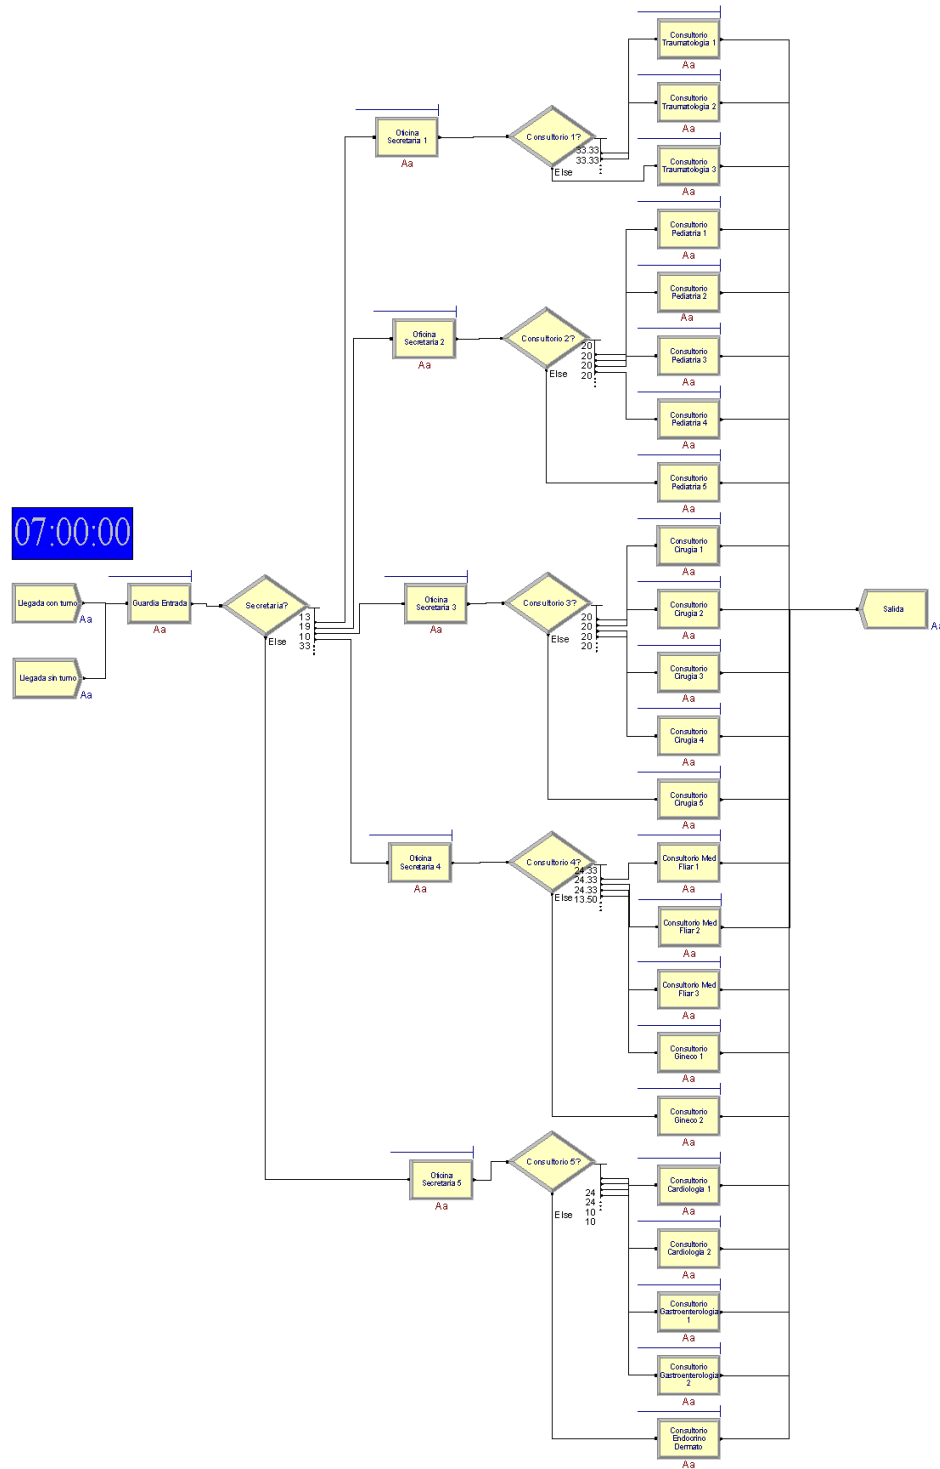 Consultorio
Traumatologia 1
Aa
Consultorio
Traumatologia 2
Aa
Oficina
Secretaria 1
Aa
Consultorio 1?
33.33
33.33
Else
Consultorio
Traumatologia 3
Aa
Consultorio
Pediatria 1
Aa
Consultorio
Pediatria 2
Aa
Oficina
Secretaria 2
Aa
Consultorio 2?
20
20
20
20
Else
Consultorio
Pediatria 3
Aa
Consultorio
Pediatria 4
Aa
Consultorio
Pediatria 5
Aa
07:00:00
Llegada con turno
Aa
Llegada sin turno
Aa
Guardia Entrada
Aa
Secretaria?
13
19
10
33
Else
Oficina
Secretaria 3
Aa
Consultorio 3?
20
20
20
20
Else
Consultorio
Cirugia 1
Aa
Consultorio
Cirugia 2
Aa
Consultorio
Cirugia 3
Aa
Consultorio
Cirugia 4
Aa
Consultorio
Cirugia 5
Aa
Salida
Aa
Oficina
Secretaria 4
Aa
Consultorio 4?
24.33
24.33
24.33
13.50
Else
Consultorio Med
Fliar 1
Aa
Consultorio Med
Fliar 2
Aa
Consultorio Med
Fliar 3
Aa
Consultorio
Gineco 1
Aa
Consultorio
Gineco 2
Aa
Oficina
Secretaria 5
Aa
Consultorio 5?
24
24
10
10
Else
Consultorio
Cardiologia 1
Aa
Consultorio
Cardiologia 2
Aa
Consultorio
Gastroenterologia
1
Aa
Consultorio
Gastroenterologia
2
Aa
Consultorio
Endocrino
Dermato
Aa